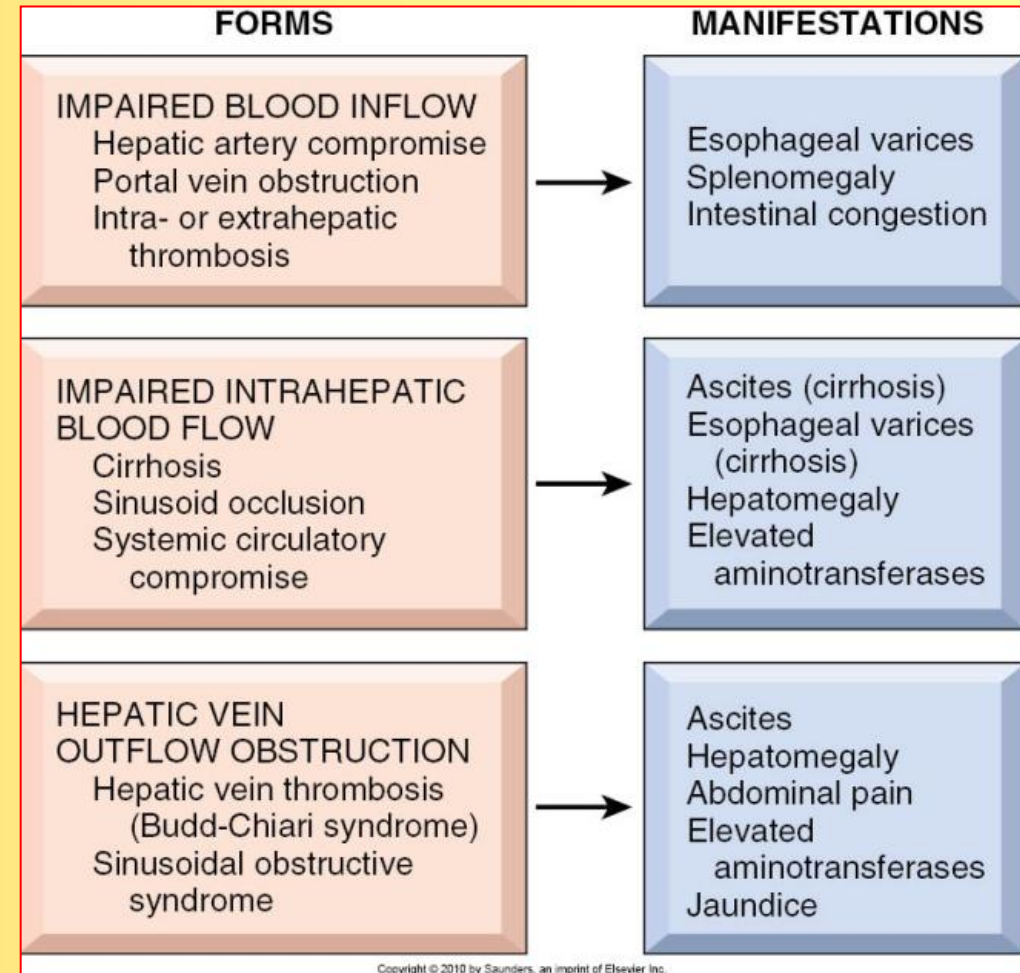 FORMS
MANIFESTATIONS
IMPAIRED BLOOD INFLOW
Hepatic artery compromise
Portal vein obstruction
Intra- or extrahepatic
thrombosis
Esophageal varices
Splenomegaly
Intestinal congestion
IMPAIRED INTRAHEPATIC
BLOOD FLOW
Cirrhosis
Sinusoid occlusion
Systemic circulatory
compromise
Ascites (cirrhosis)
Esophageal varices
(cirrhosis)
Hepatomegaly
Elevated
aminotransferases
HEPATIC VEIN
OUTFLOW OBSTRUCTION
Hepatic vein thrombosis
(Budd-Chiari syndrome)
Sinusoidal obstructive
syndrome
Ascites
Hepatomegaly
Abdominal pain
Elevated
aminotransferases
Jaundice
Copyright © 2010 by Saunders, an imprint of Elsevier Inc.